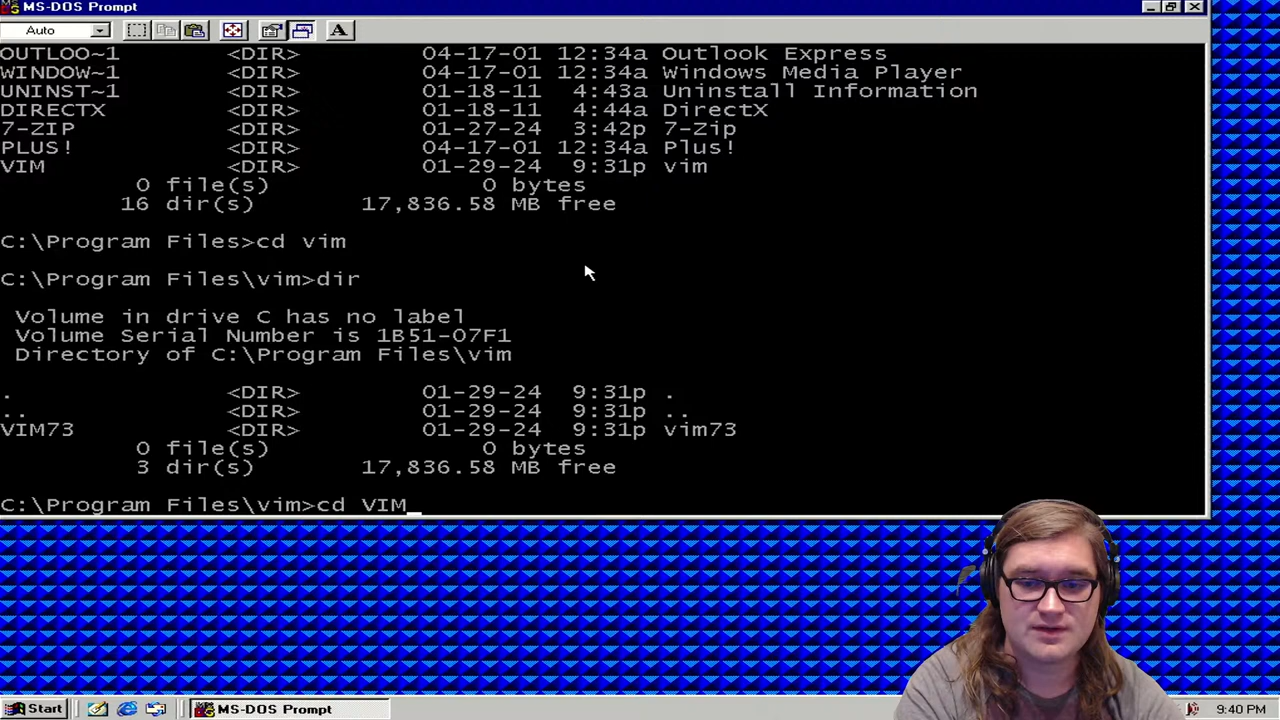 MS-DOS Prompt
Auto
A
OUTLOO~1 <DIR> 04-17-01 12:34a Outlook Express
WINDOW~1 <DIR> 04-17-01 12:34a Windows Media Player
UNINST~1 <DIR> 01-18-11 4:43a Uninstall Information
DIRECTX <DIR> 01-18-11 4:44a DirectX
7-ZIP <DIR> 01-27-24 3:42p 7-Zip
PLUS! <DIR> 04-17-01 12:34a Plus!
VIM <DIR> 01-29-24 9:31p vim
0 file(s) 0 bytes
16 dir(s) 17,836.58 MB free
C:\Program Files>cd vim
C:\Program Files\vim>dir
Volume in drive C has no label
Volume Serial Number is 1B51-07F1
Directory of C:\Program Files\vim
. <DIR> 01-29-24 9:31p .
.. <DIR> 01-29-24 9:31p ..
VIM73 <DIR> 01-29-24 9:31p vim73
0 file(s) 0 bytes
3 dir(s) 17,836.58 MB free
C:\Program Files\vim>cd VIM_
Start
MS-DOS Prompt
9:40 PM